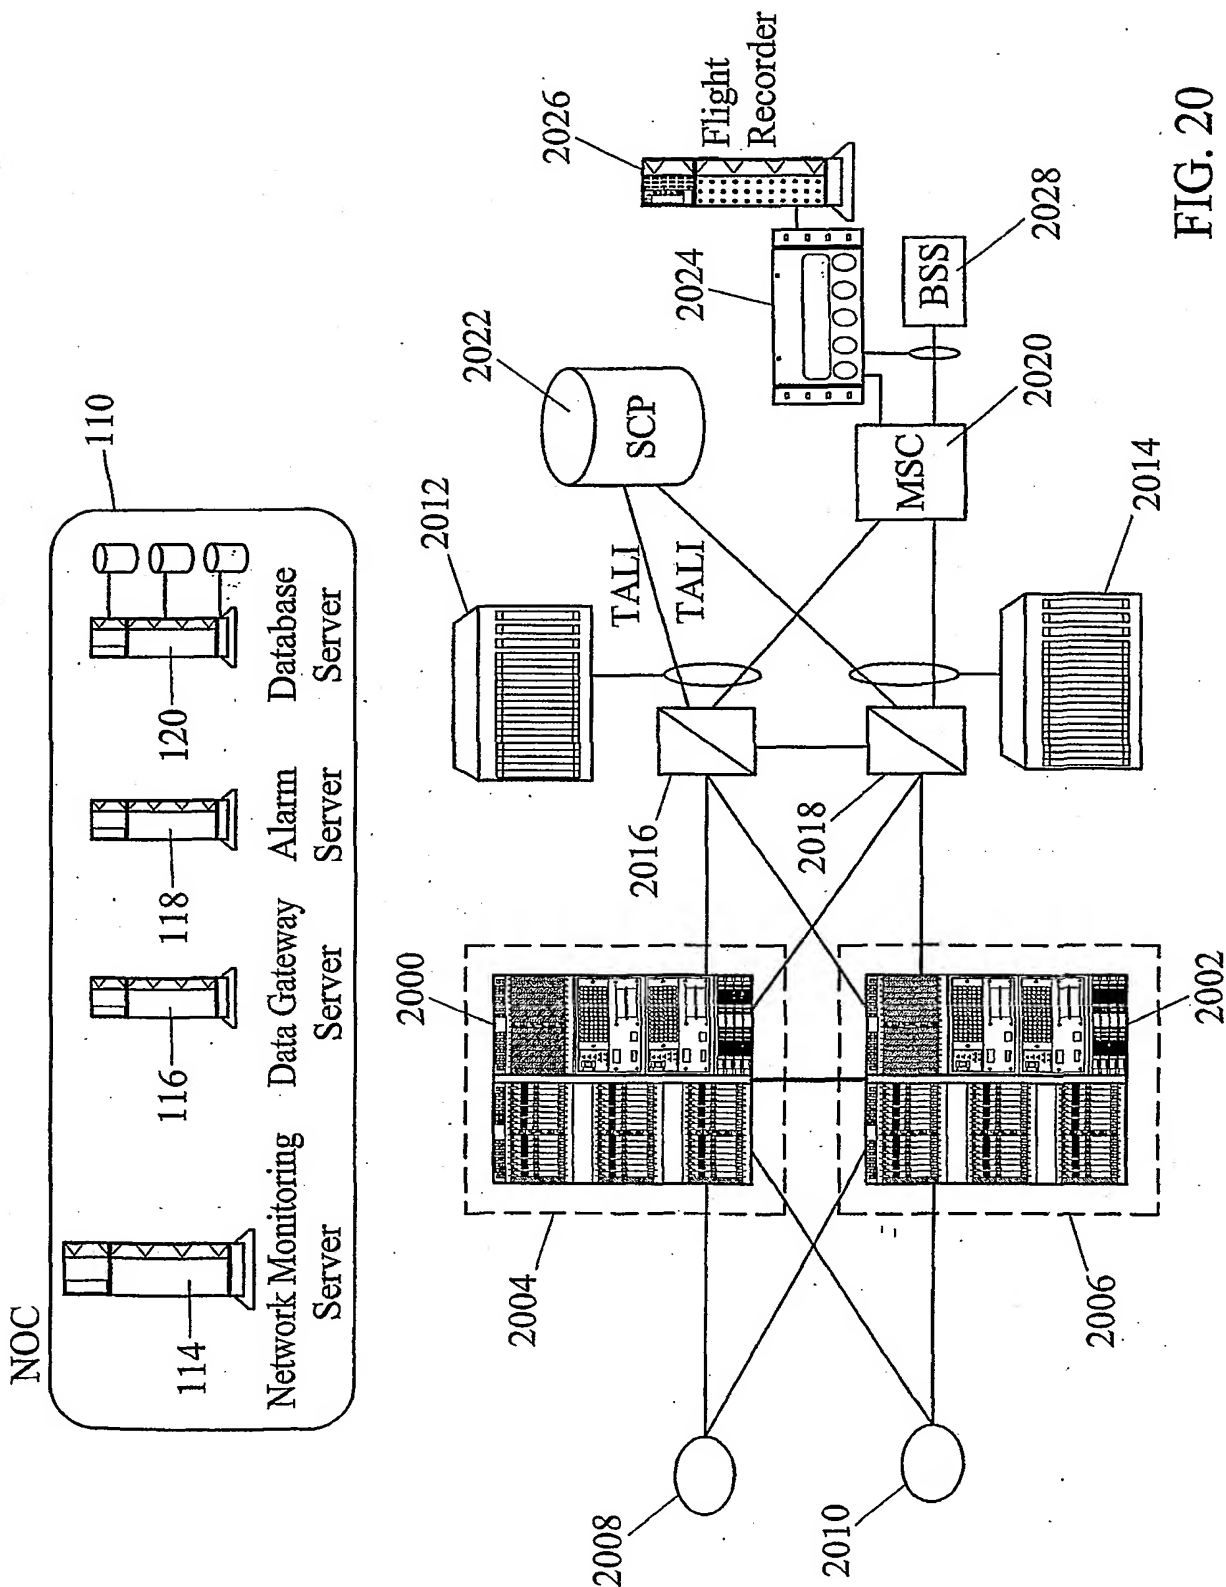 NOC
110
114
116
118
120
Network Monitoring
Server
Data Gateway
Server
Alarm
Server
Database
Server
2004
2000
2016
2018
2012
TALI
TALI
SCP
2022
2024
2026
Flight
Recorder
2008
2010
2006
2002
2014
MSC
2020
BSS
2028
FIG. 20